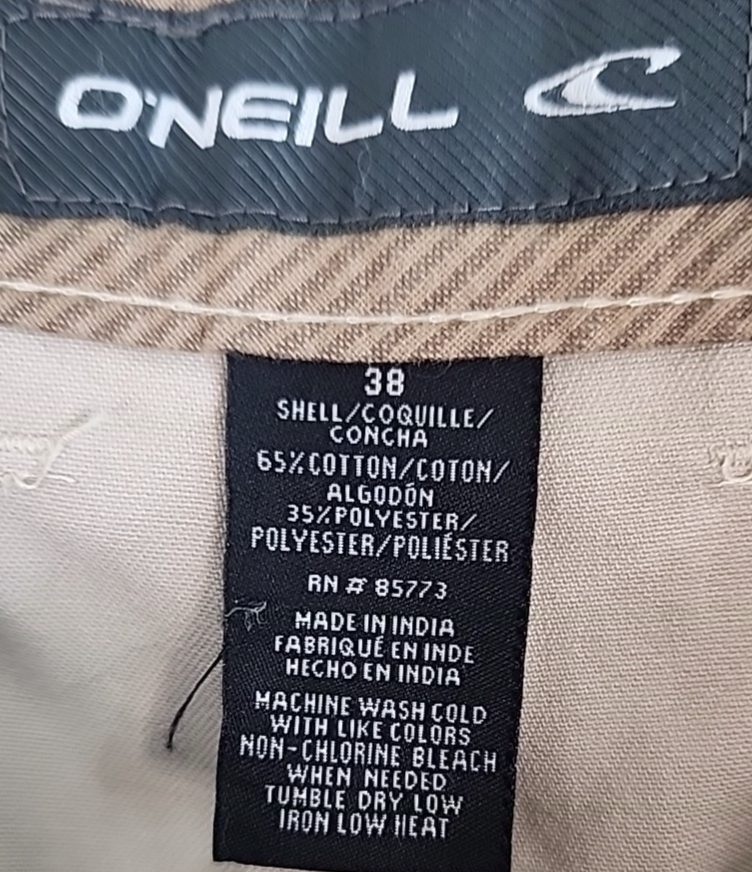 O'NEILL
38
SHELL/COQUILLE/
CONCHA
65%COTTON/COTON/
ALGODÓN
35%POLYESTER/
POLYESTER/POLIÉSTER
RN # 85773
MADE IN INDIA
FABRIQUÉ EN INDE
HECHO EN INDIA
MACHINE WASH COLD
WITH LIKE COLORS
NON-CHLORINE BLEACH
WHEN NEEDED
TUMBLE DRY LOW
IRON LOW HEAT